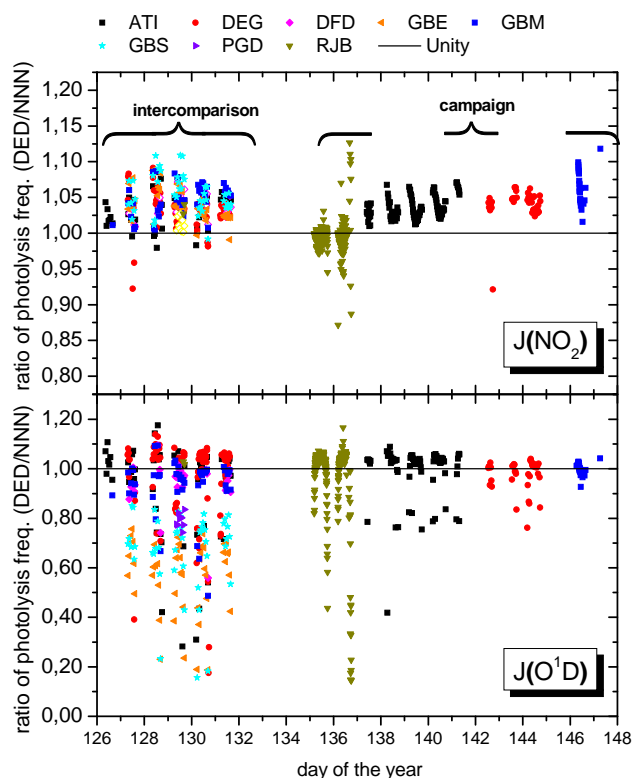 ATI DEG DFD GBE GBM
GBS PGD RJB Unity
intercomparison
campaign
ratio of photolysis freq. (DED/NNN)
1,20
1,15
1,10
1,05
1,00
0,95
0,90
0,85
0,80
J(NO₂)
ratio of photolysis freq. (DED/NNN)
1,20
1,00
0,80
0,60
0,40
0,20
0,00
J(O¹D)
126 128 130 132 134 136 138 140 142 144 146 148
day of the year